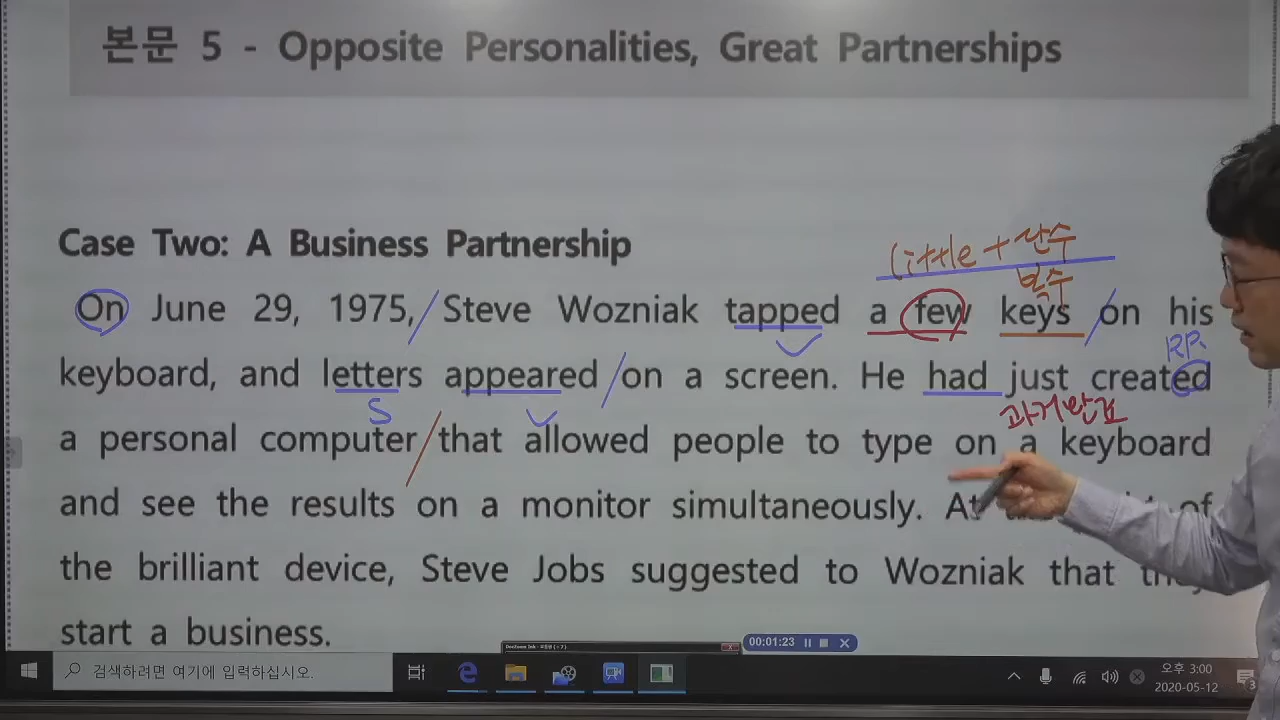 본문 5 - Opposite Personalities, Great Partnerships
Case Two: A Business Partnership
little + 단수
복수
On June 29, 1975, Steve Wozniak tapped a few keys on his
P.P.
keyboard, and letters appeared on a screen. He had just created
S
과거완료
a personal computer that allowed people to type on a keyboard
and see the results on a monitor simultaneously. At of
the brilliant device, Steve Jobs suggested to Wozniak that they
start a business.
00:01:23
검색하려면 여기에 입력하십시오.
오후 3:00
2020-05-12
3